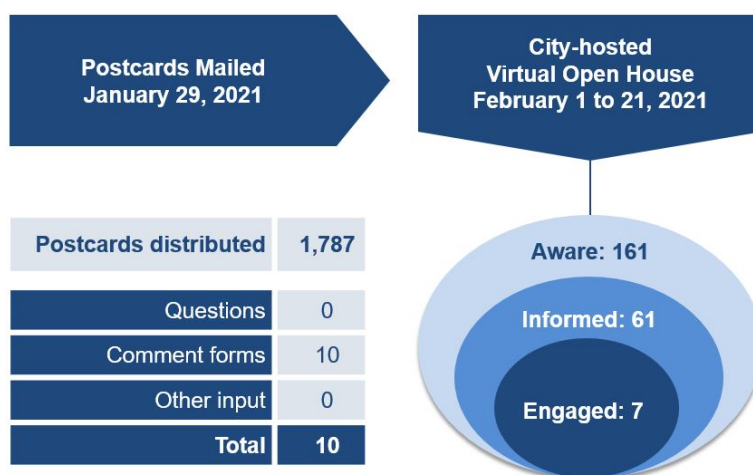 Postcards Mailed
January 29, 2021
City-hosted
Virtual Open House
February 1 to 21, 2021
Postcards distributed 1,787
Questions 0
Comment forms 10
Other input 0
Total 10
Aware: 161
Informed: 61
Engaged: 7